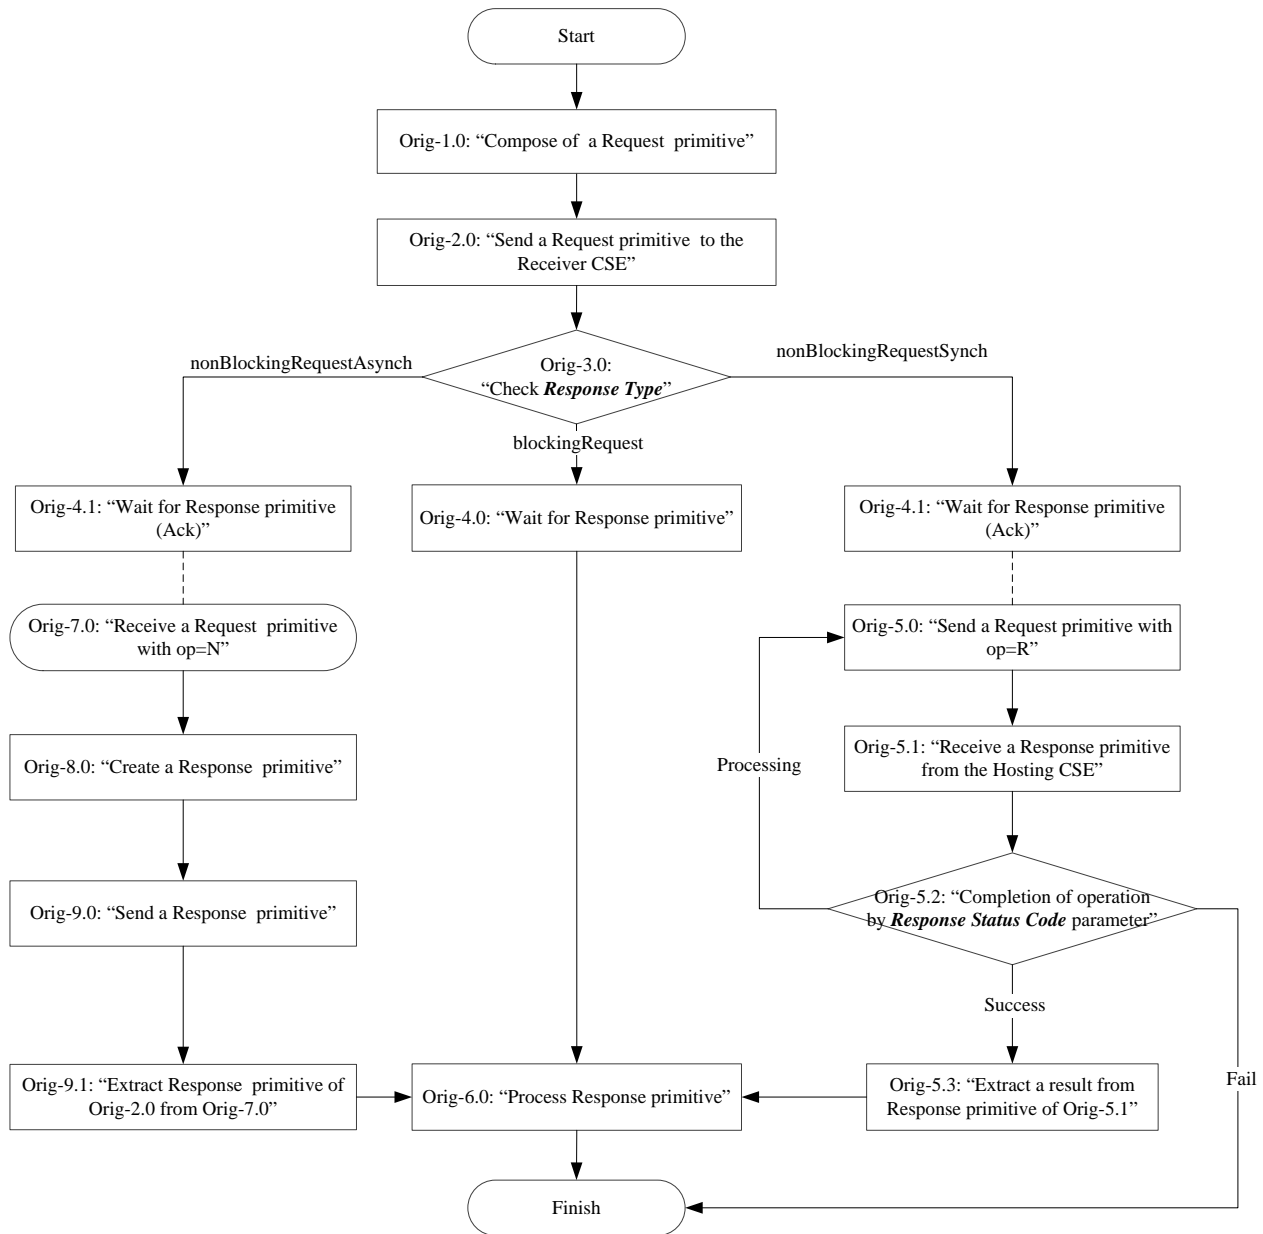 Start
Orig-1.0: “Compose of a Request primitive”
Orig-2.0: “Send a Request primitive to the
Receiver CSE”
nonBlockingRequestAsynch
nonBlockingRequestSynch
Orig-3.0:
“Check Response Type”
blockingRequest
Orig-4.1: “Wait for Response primitive
(Ack)”
Orig-4.0: “Wait for Response primitive”
Orig-4.1: “Wait for Response primitive
(Ack)”
Orig-7.0: “Receive a Request primitive
with op=N”
Orig-5.0: “Send a Request primitive with
op=R”
Orig-8.0: “Create a Response primitive”
Processing
Orig-5.1: “Receive a Response primitive
from the Hosting CSE”
Orig-9.0: “Send a Response primitive”
Orig-5.2: “Completion of operation
by Response Status Code parameter”
Success
Orig-9.1: “Extract Response primitive of
Orig-2.0 from Orig-7.0”
Orig-6.0: “Process Response primitive”
Orig-5.3: “Extract a result from
Response primitive of Orig-5.1”
Fail
Finish